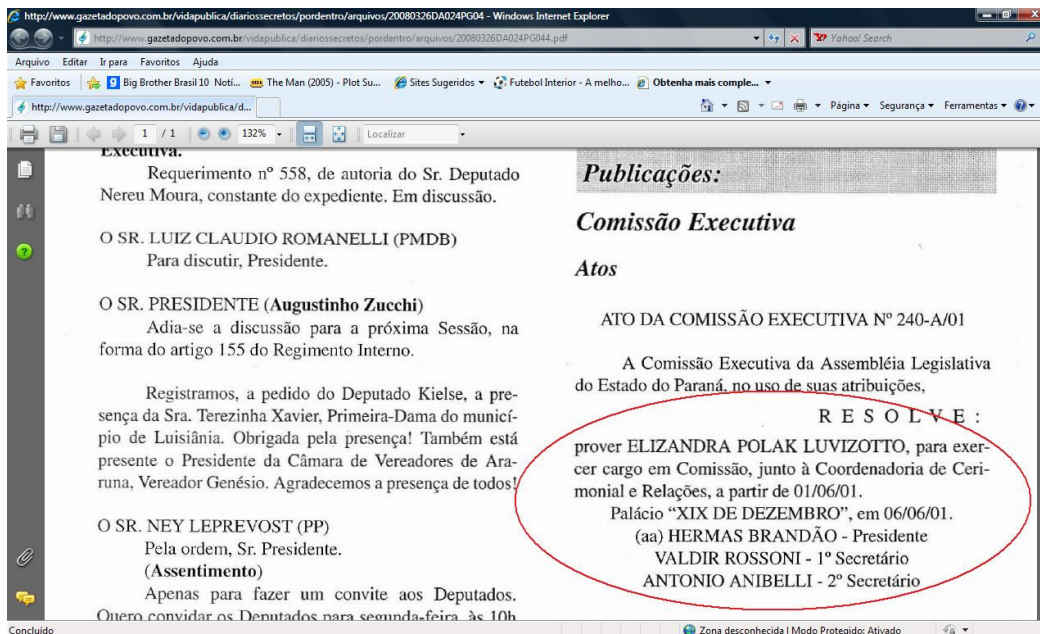 http://www.gazetadopovo.com.br/vidapublica/diariossecretos/pordentro/arquivos/20080326DA024PG04 - Windows Internet Explorer
http://www.gazetadopovo.com.br/vidapublica/diariossecretos/pordentro/arquivos/20080326DA024PG044.pdf
Yahoo! Search
Arquivo Editar Ir para Favoritos Ajuda
Favoritos Big Brother Brasil 10 Notí... The Man (2005) - Plot Su... Sites Sugeridos Futebol Interior - A melho... Obtenha mais comple...
http://www.gazetadopovo.com.br/vidapublica/d...
Página Segurança Ferramentas
1 / 1 132% Localizar
Executiva.
Requerimento nº 558, de autoria do Sr. Deputado
Nereu Moura, constante do expediente. Em discussão.
O SR. LUIZ CLAUDIO ROMANELLI (PMDB)
Para discutir, Presidente.
O SR. PRESIDENTE (Augustinho Zucchi)
Adia-se a discussão para a próxima Sessão, na
forma do artigo 155 do Regimento Interno.
Registramos, a pedido do Deputado Kielse, a pre-
sença da Sra. Terezinha Xavier, Primeira-Dama do municí-
pio de Luisiânia. Obrigada pela presença! Também está
presente o Presidente da Câmara de Vereadores de Ara-
runa, Vereador Genésio. Agradecemos a presença de todos!
O SR. NEY LEPREVOST (PP)
Pela ordem, Sr. Presidente.
(Assentimento)
Apenas para fazer um convite aos Deputados.
Quero convidar os Deputados para segunda-feira, às 10h
Publicações:
Comissão Executiva
Atos
ATO DA COMISSÃO EXECUTIVA Nº 240-A/01
A Comissão Executiva da Assembléia Legislativa
do Estado do Paraná, no uso de suas atribuições,
R E S O L V E :
prover ELIZANDRA POLAK LUVIZOTTO, para exer-
cer cargo em Comissão, junto à Coordenadoria de Ceri-
monial e Relações, a partir de 01/06/01.
Palácio “XIX DE DEZEMBRO”, em 06/06/01.
(aa) HERMAS BRANDÃO - Presidente
VALDIR ROSSONI - 1º Secretário
ANTONIO ANIBELLI - 2º Secretário
Concluído
Zona desconhecida | Modo Protegido: Ativado